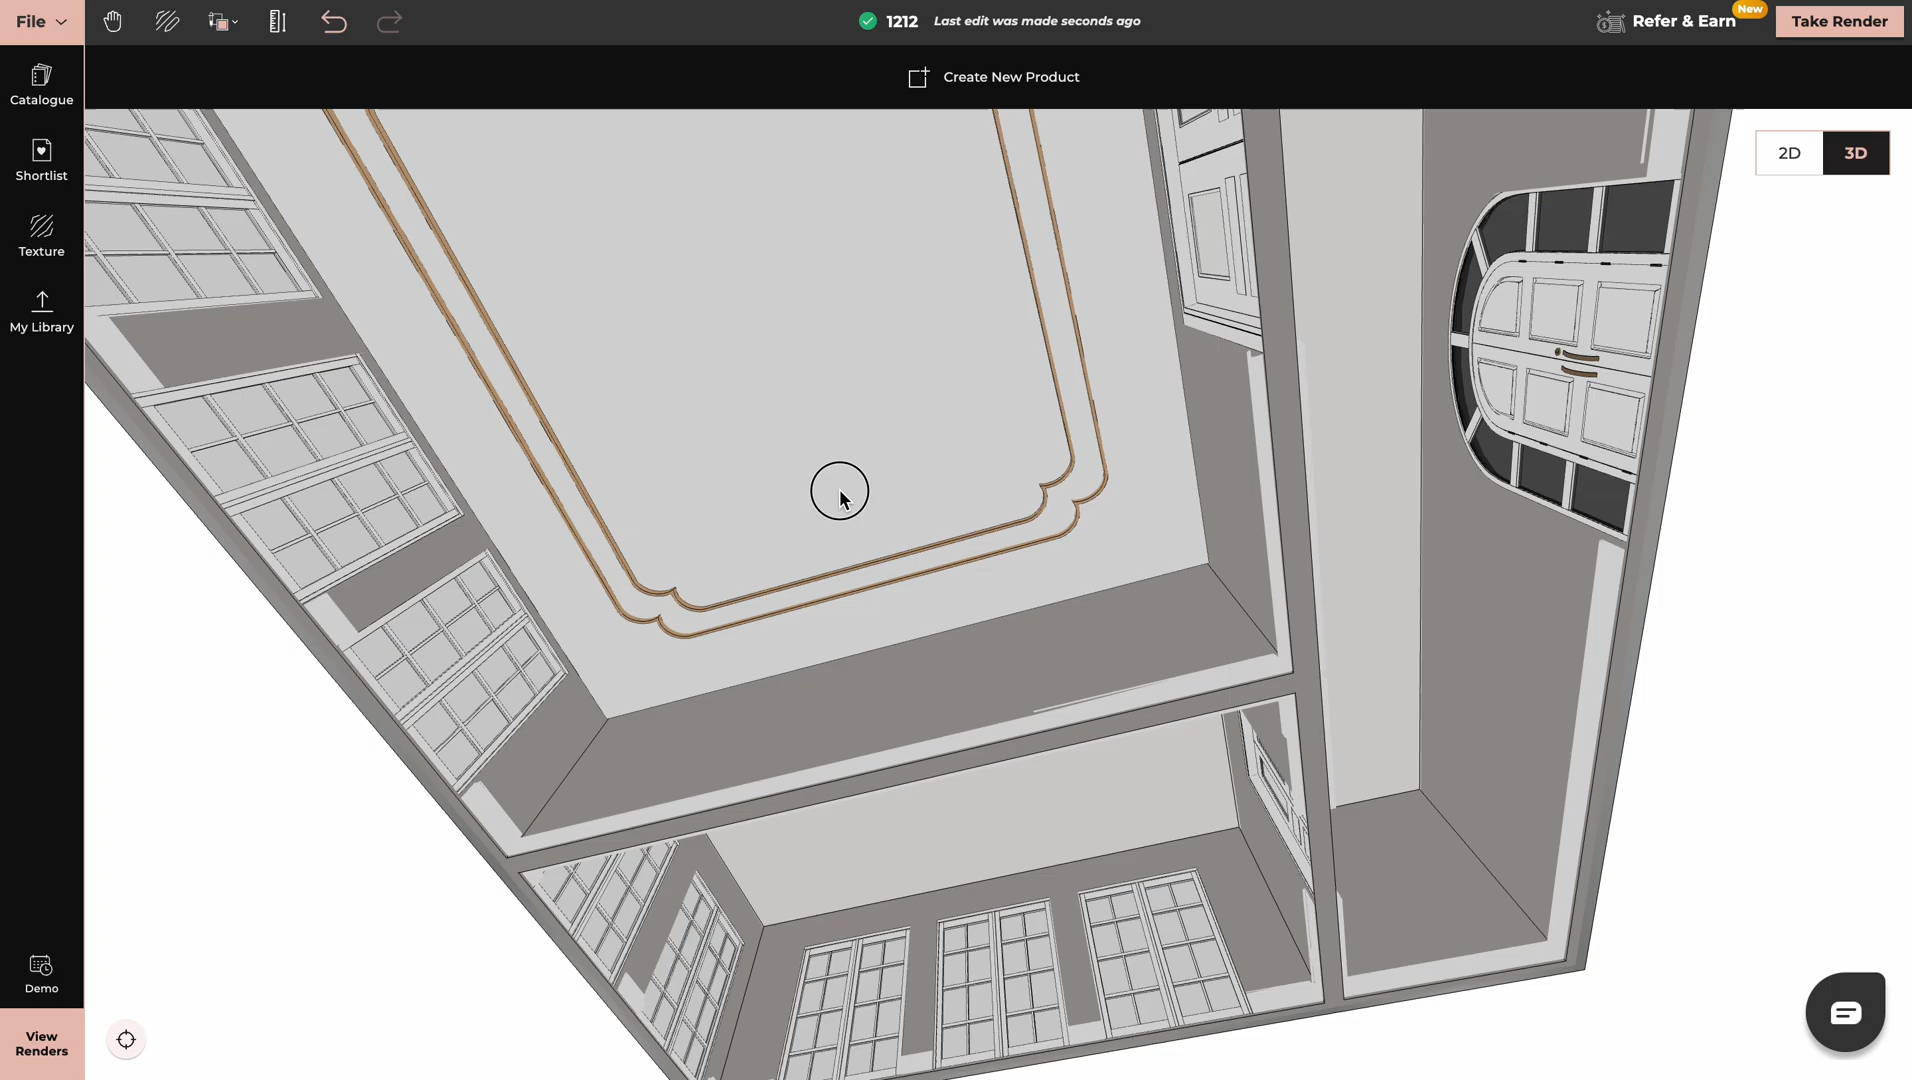 File
1212
Last edit was made seconds ago
Refer & Earn
New
Take Render
Create New Product
Catalogue
Shortlist
Texture
My Library
2D
3D
Demo
View
Renders